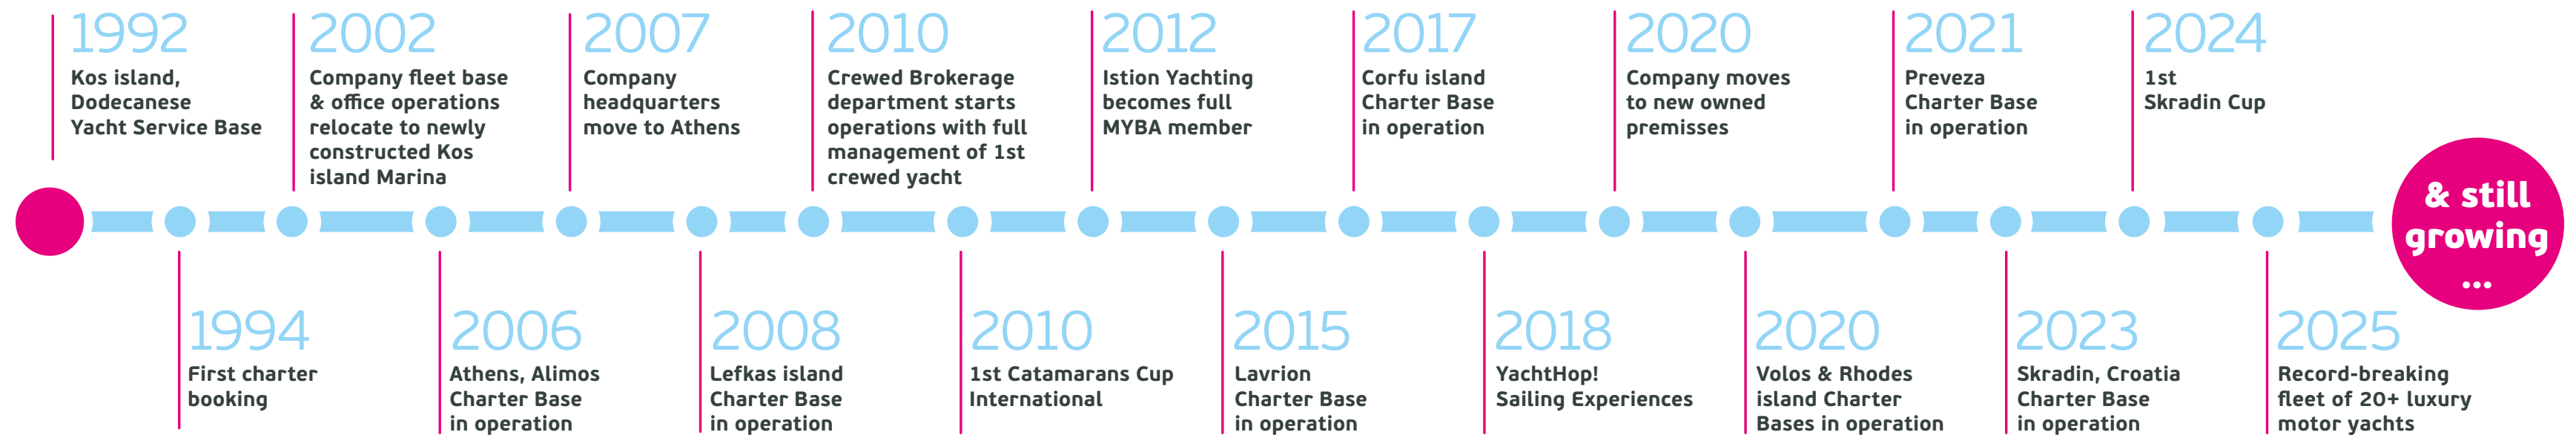 1992
Kos island,
Dodecanese
Yacht Service Base
1994
First charter
booking
2002
Company fleet base
& office operations
relocate to newly
constructed Kos
island Marina
2006
Athens, Alimos
Charter Base
in operation
2007
Company
headquarters
move to Athens
2008
Lefkas island
Charter Base
in operation
2010
Crewed Brokerage
department starts
operations with full
management of 1st
crewed yacht
2010
1st Catamarans Cup
International
2012
Istion Yachting
becomes full
MYBA member
2015
Lavrion
Charter Base
in operation
2017
Corfu island
Charter Base
in operation
2018
YachtHop!
Sailing Experiences
2020
Company moves
to new owned
premisses
2020
Volos & Rhodes
island Charter
Bases in operation
2021
Preveza
Charter Base
in operation
2023
Skradin, Croatia
Charter Base
in operation
2024
1st
Skradin Cup
2025
Record-breaking
fleet of 20+ luxury
motor yachts
& still
growing
...